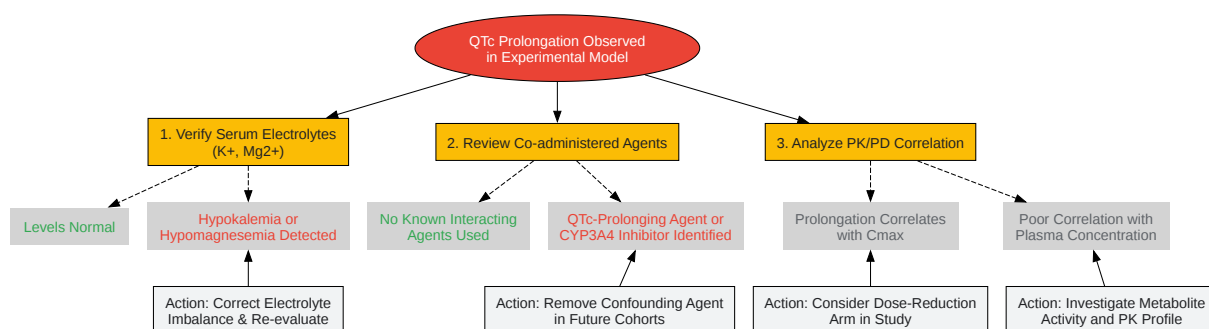 QTc Prolongation Observed
in Experimental Model
1. Verify Serum Electrolytes
(K+, Mg2+)
2. Review Co-administered Agents
3. Analyze PK/PD Correlation
Levels Normal
Hypokalemia or
Hypomagnesemia Detected
No Known Interacting
Agents Used
QTc-Prolonging Agent or
CYP3A4 Inhibitor Identified
Prolongation Correlates
with Cmax
Poor Correlation with
Plasma Concentration
Action: Correct Electrolyte
Imbalance & Re-evaluate
Action: Remove Confounding Agent
in Future Cohorts
Action: Consider Dose-Reduction
Arm in Study
Action: Investigate Metabolite
Activity and PK Profile